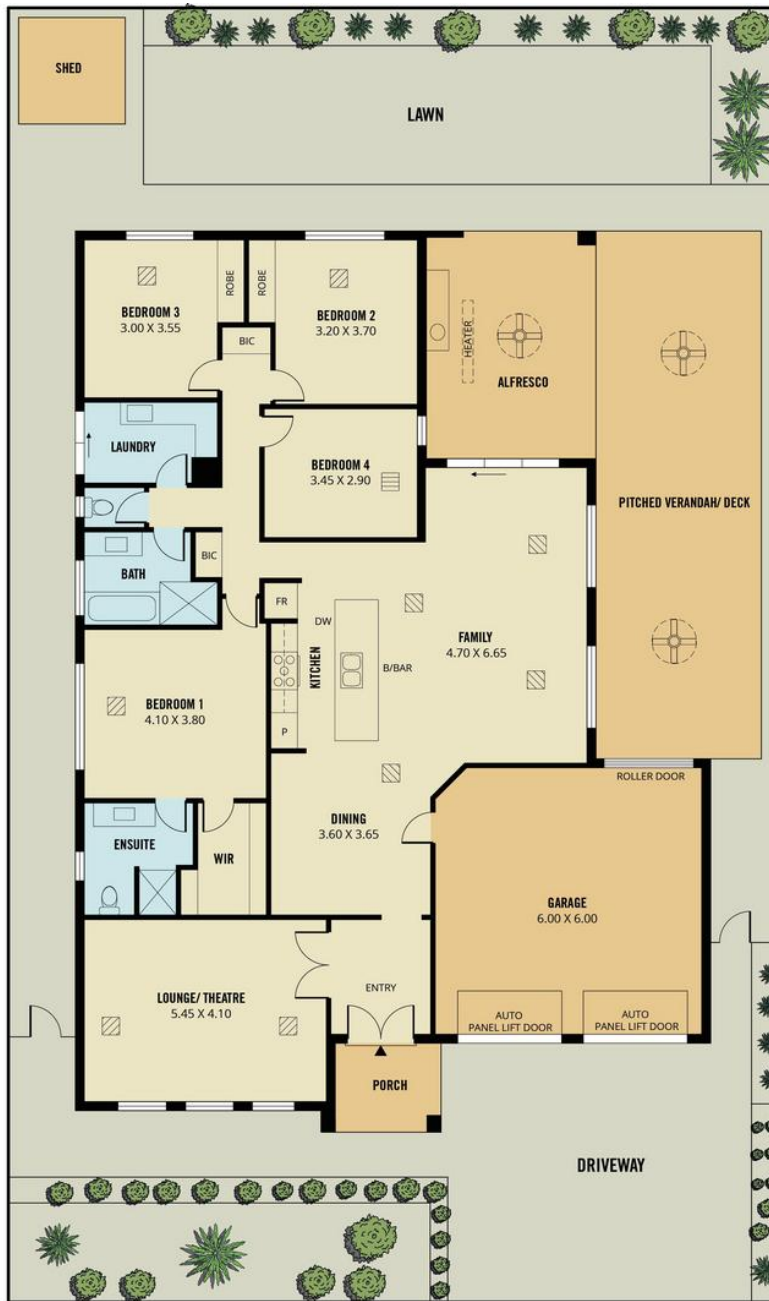 SHED
LAWN
BEDROOM 3
3.00 X 3.55
ROBE
ROBE
BEDROOM 2
3.20 X 3.70
BIC
HEATER
ALFRESCO
LAUNDRY
BEDROOM 4
3.45 X 2.90
PITCHED VERANDAH/ DECK
BATH
BIC
FR
DW
KITCHEN
B/BAR
FAMILY
4.70 X 6.65
BEDROOM 1
4.10 X 3.80
P
ROLLER DOOR
ENSUITE
WIR
DINING
3.60 X 3.65
GARAGE
6.00 X 6.00
LOUNGE/ THEATRE
5.45 X 4.10
ENTRY
AUTO
PANEL LIFT DOOR
AUTO
PANEL LIFT DOOR
PORCH
DRIVEWAY